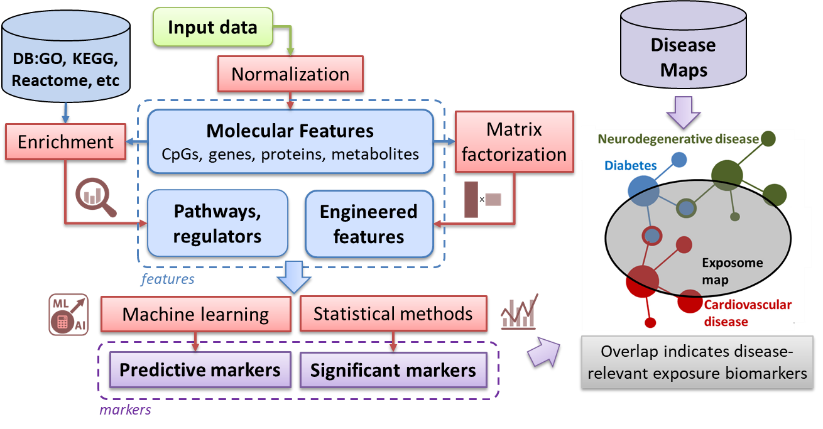 Input data
DB:GO, KEGG,
Reactome, etc
Normalization
Enrichment
Molecular Features
CpGs, genes, proteins, metabolites
Matrix
factorization
x
Pathways,
regulators
Engineered
features
features
ML
AI
Machine learning
Statistical methods
Predictive markers
Significant markers
markers
Disease
Maps
Neurodegenerative disease
Diabetes
Exposome
map
Cardiovascular
disease
Overlap indicates disease-
relevant exposure biomarkers